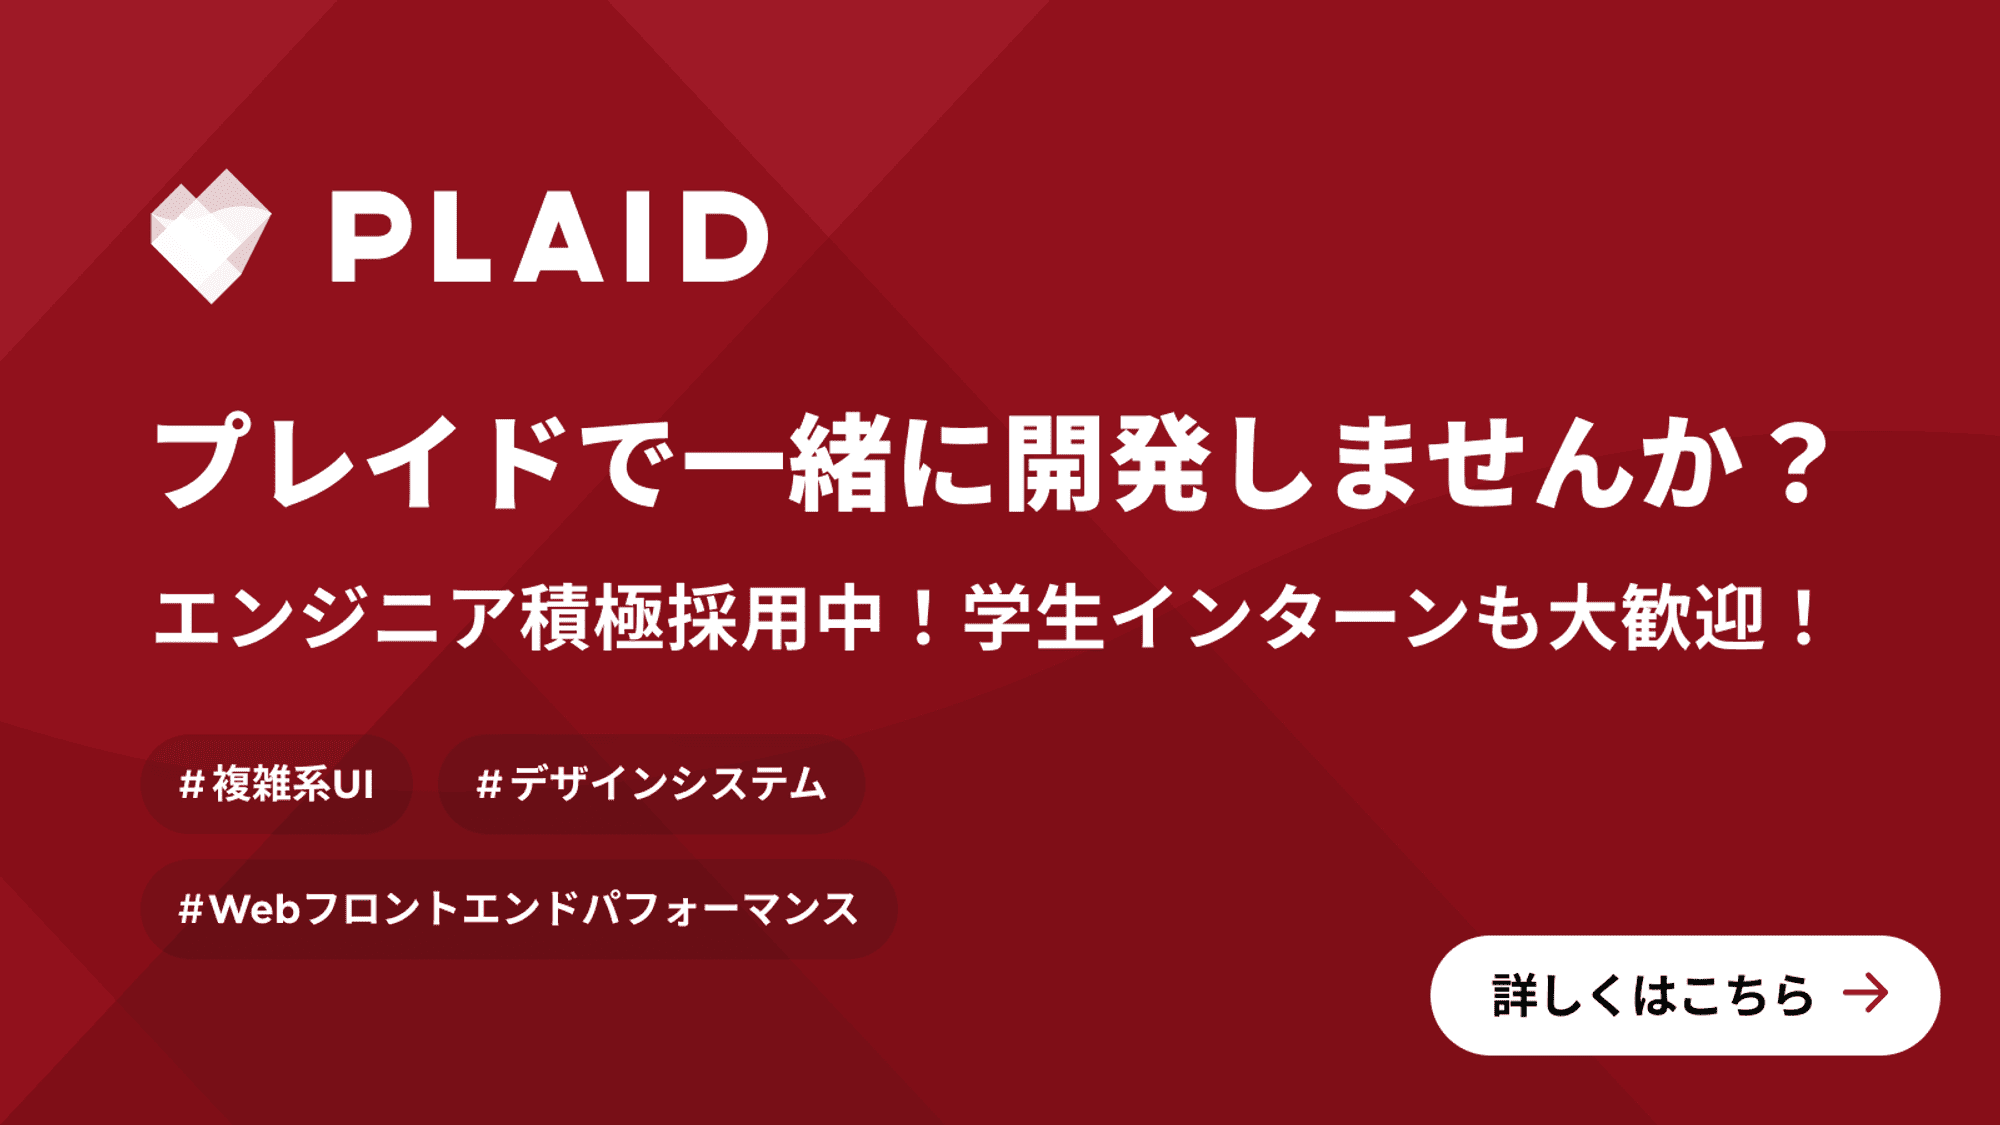 PLAID
プレイドで一緒に開発しませんか？
エンジニア積極採用中！学生インターンも大歓迎！
#複雑系UI #デザインシステム
#Webフロントエンドパフォーマンス
詳しくはこちら →